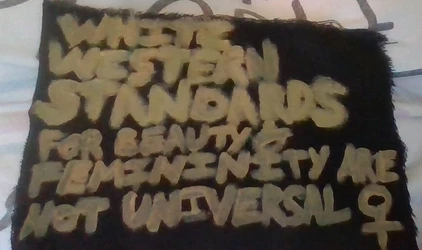 WHITE
WESTERN
STANDARDS
FOR BEAUTY &
FEMININITY ARE
NOT UNIVERSAL ♀